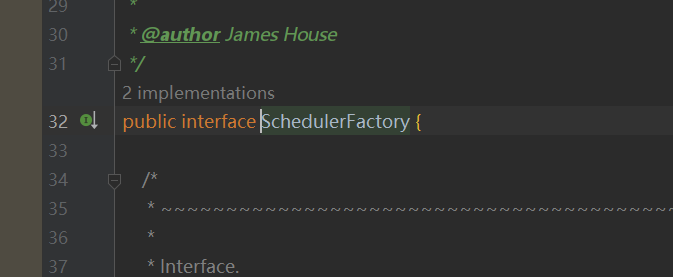 29 *
30 * @author James House
31 */
2 implementations
32 public interface SchedulerFactory {
33
34 /*
35 * ~~~~~~~~~~~~~~~~~~~~~~~~~~~~~~~~~~~~~~~~~
36 *
37 * Interface.